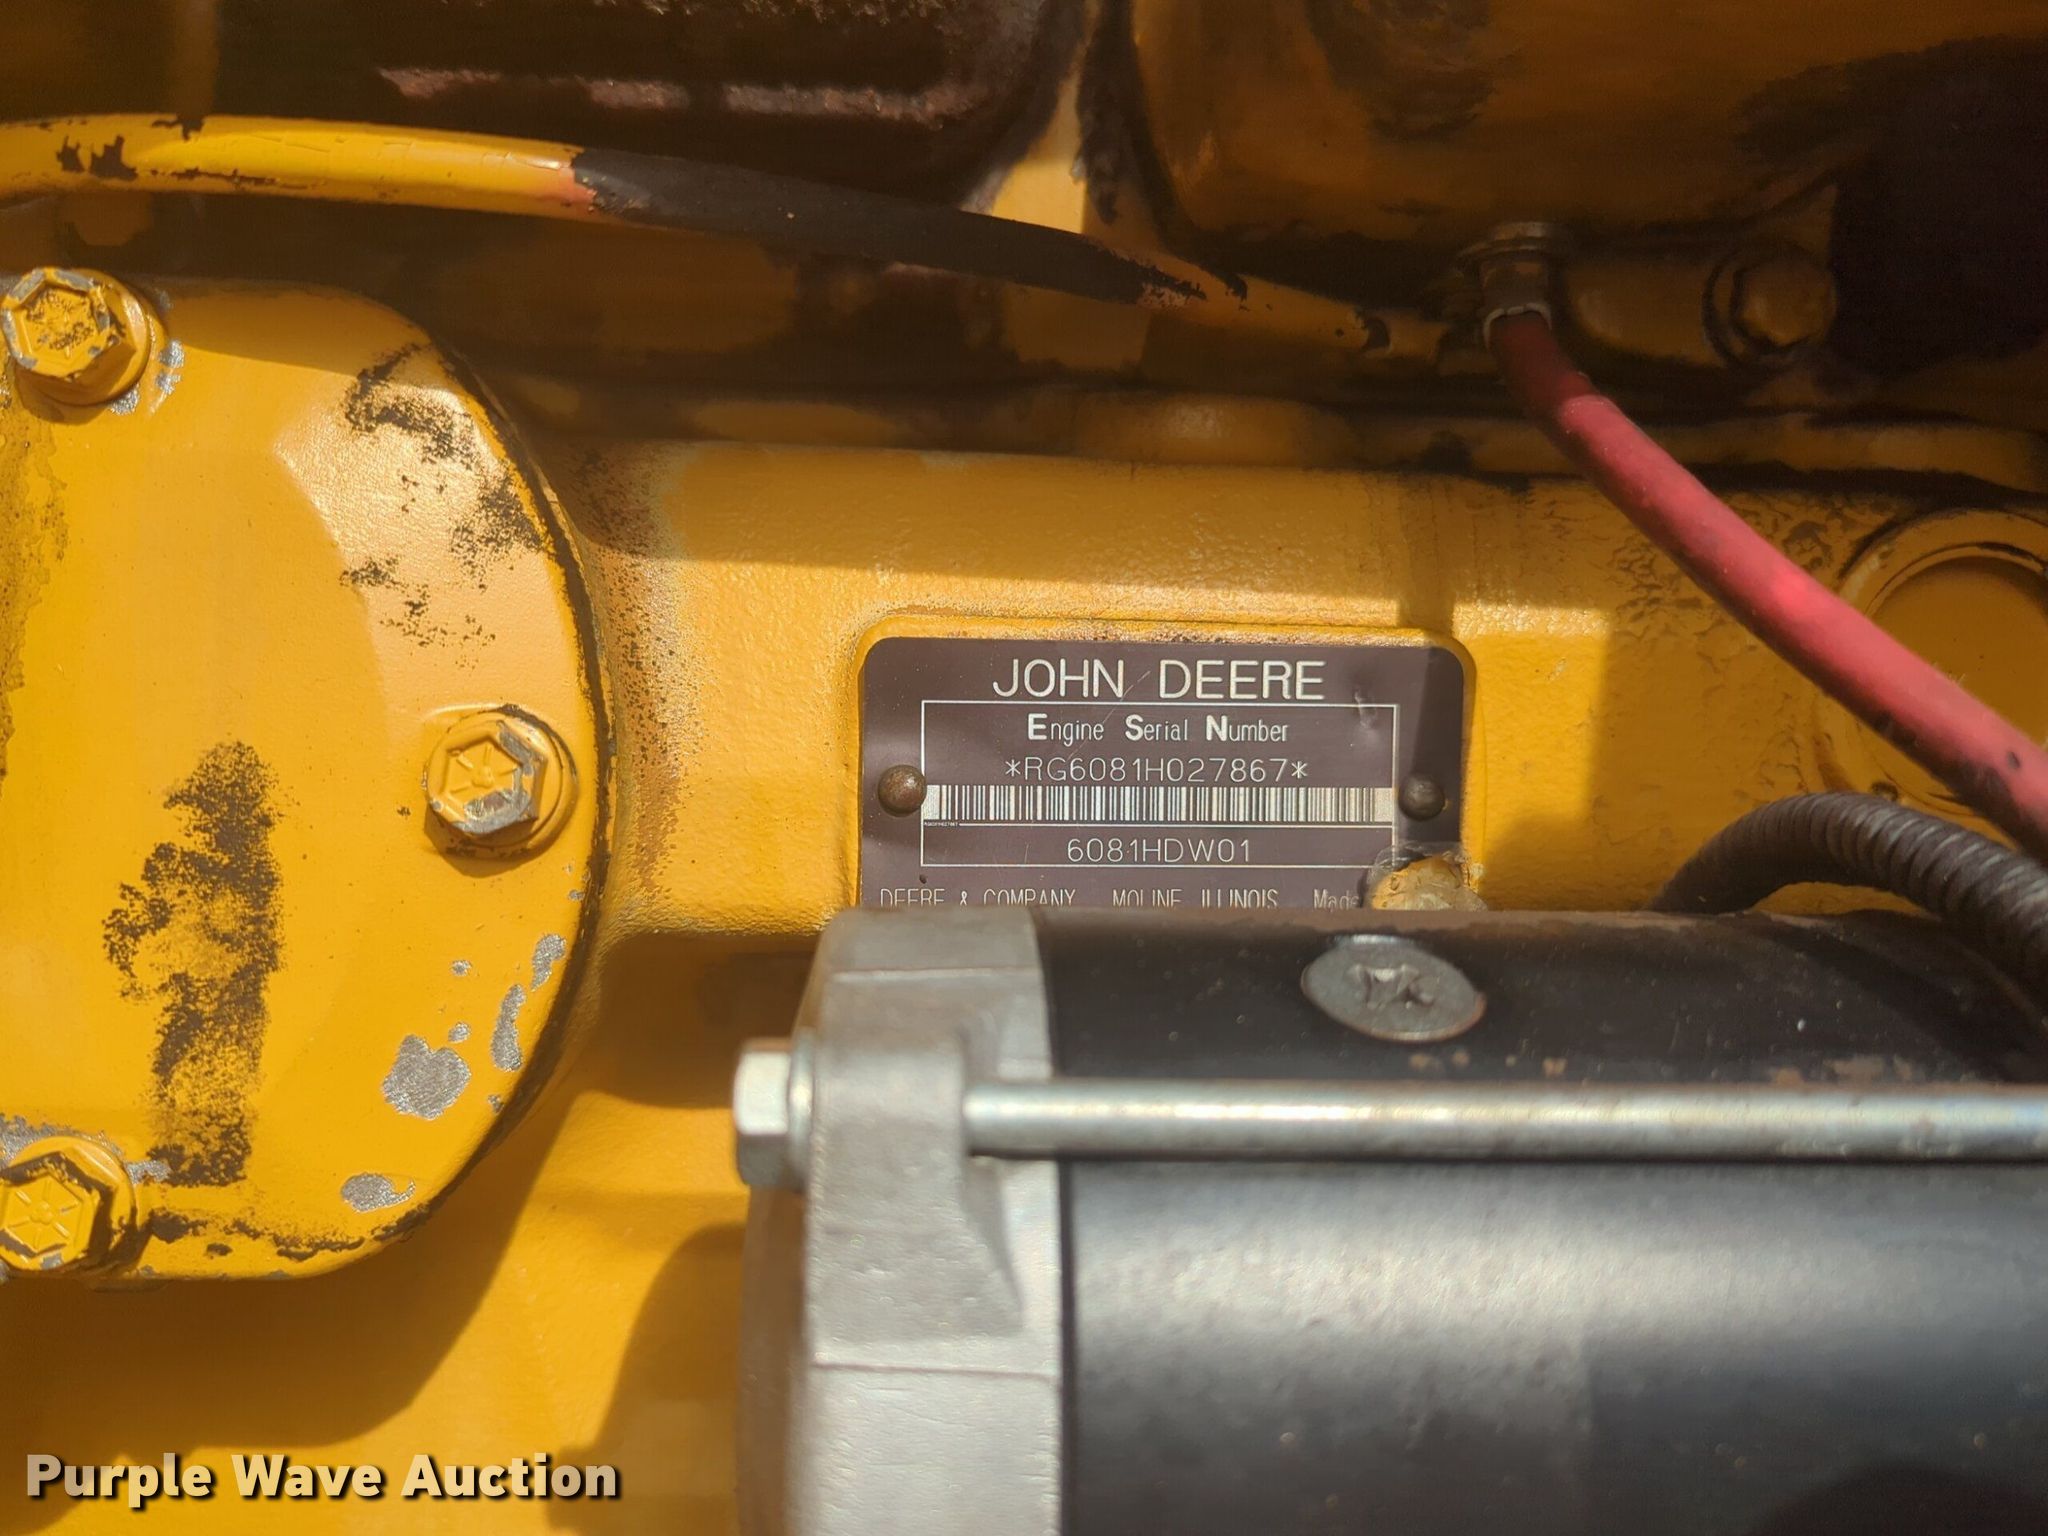 JOHN DEERE
Engine Serial Number
*RG6081H027867*
6081HDW01
DEERE & COMPANY MOLINE ILLINOIS Made
Purple Wave Auction